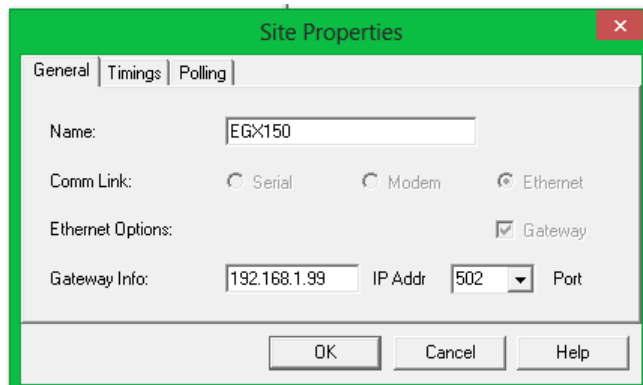 Site Properties
General Timings Polling
Name: EGX150
Comm Link: Serial Modem Ethernet
Ethernet Options: Gateway
Gateway Info: 192.168.1.99 IP Addr 502 Port
OK Cancel Help